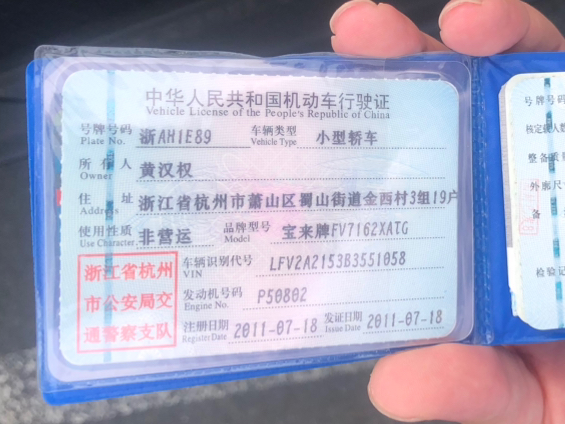 中华人民共和国机动车行驶证
Vehicle License of the People's Republic of China
号牌号码 浙AH1E89 车辆类型 小型轿车
Plate No. Vehicle Type
所有人 黄汉权
Owner
住址 浙江省杭州市萧山区蜀山街道金西村3组19户
Address
使用性质 非营运 品牌型号 宝来牌FV7162XATG
Use Character Model
浙江省杭州
市公安局交
通警察支队
车辆识别代号 LFV2A2153B3551058
VIN
发动机号码 P50802
Engine No.
注册日期 2011-07-18 发证日期 2011-07-18
Register Date Issue Date
号牌号
核定载人数
整备质
外廓尺
备
检验记